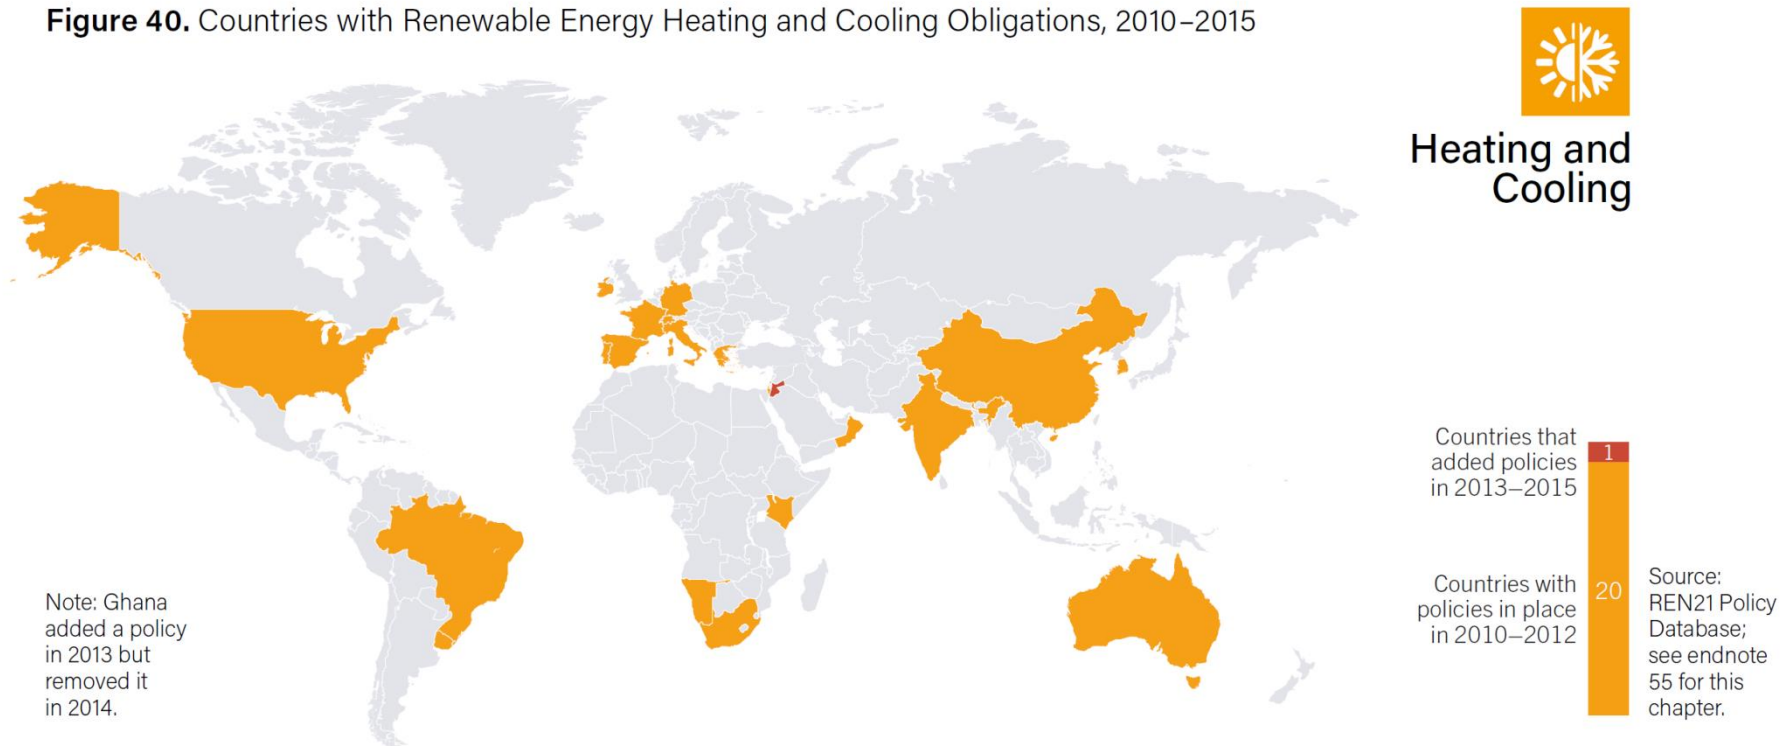 Figure 40. Countries with Renewable Energy Heating and Cooling Obligations, 2010–2015
Heating and
Cooling
Countries that
added policies
in 2013–2015
1
Countries with
policies in place
in 2010–2012
20
Source:
REN21 Policy
Database;
see endnote
55 for this
chapter.
Note: Ghana
added a policy
in 2013 but
removed it
in 2014.